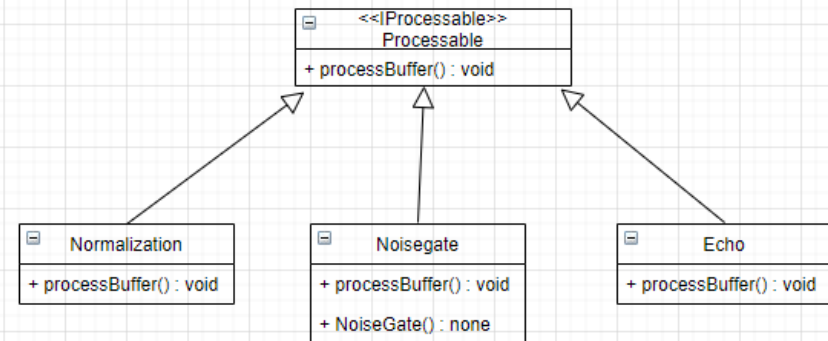 <<IProcessable>>
Processable
+ processBuffer() : void
Normalization
+ processBuffer() : void
Noisegate
+ processBuffer() : void
+ NoiseGate() : none
Echo
+ processBuffer() : void